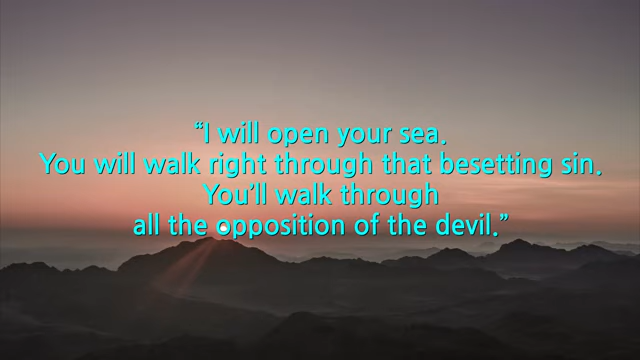 “I will open your sea.
You will walk right through that besetting sin.
You’ll walk through
all the opposition of the devil.”